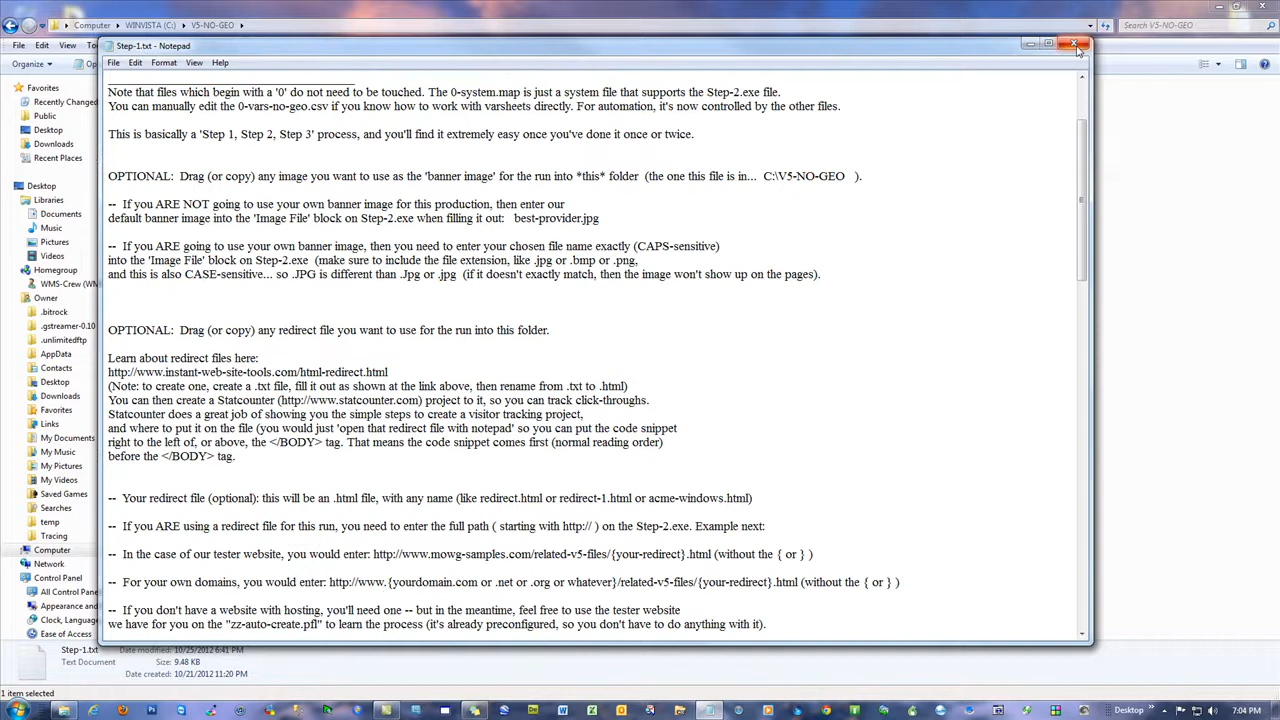 Computer ▸ WINVISTA (C:) ▸ V5-NO-GEO
Search V5-NO-GEO
File Edit View
Organize
Step-1.txt - Notepad
File Edit Format View Help
Note that files which begin with a '0' do not need to be touched. The 0-system.map is just a system file that supports the Step-2.exe file.
You can manually edit the 0-vars-no-geo.csv if you know how to work with varsheets directly. For automation, it's now controlled by the other files.
This is basically a 'Step 1, Step 2, Step 3' process, and you'll find it extremely easy once you've done it once or twice.
OPTIONAL: Drag (or copy) any image you want to use as the 'banner image' for the run into *this* folder (the one this file is in... C:\V5-NO-GEO ).
-- If you ARE NOT going to use your own banner image for this production, then enter our
default banner image into the 'Image File' block on Step-2.exe when filling it out: best-provider.jpg
-- If you ARE going to use your own banner image, then you need to enter your chosen file name exactly (CAPS-sensitive)
into the 'Image File' block on Step-2.exe (make sure to include the file extension, like .jpg or .bmp or .png,
and this is also CASE-sensitive... so .JPG is different than .Jpg or .jpg (if it doesn't exactly match, then the image won't show up on the pages).
OPTIONAL: Drag (or copy) any redirect file you want to use for the run into this folder.
Learn about redirect files here:
http://www.instant-web-site-tools.com/html-redirect.html
(Note: to create one, create a .txt file, fill it out as shown at the link above, then rename from .txt to .html)
You can then create a Statcounter (http://www.statcounter.com) project to it, so you can track click-throughs.
Statcounter does a great job of showing you the simple steps to create a visitor tracking project,
and where to put it on the file (you would just 'open that redirect file with notepad' so you can put the code snippet
right to the left of, or above, the </BODY> tag. That means the code snippet comes first (normal reading order)
before the </BODY> tag.
-- Your redirect file (optional): this will be an .html file, with any name (like redirect.html or redirect-1.html or acme-windows.html)
-- If you ARE using a redirect file for this run, you need to enter the full path ( starting with http:// ) on the Step-2.exe. Example next:
-- In the case of our tester website, you would enter: http://www.mowg-samples.com/related-v5-files/{your-redirect}.html (without the { or } )
-- For your own domains, you would enter: http://www.{yourdomain.com or .net or .org or whatever}/related-v5-files/{your-redirect}.html (without the { or } )
-- If you don't have a website with hosting, you'll need one -- but in the meantime, feel free to use the tester website
we have for you on the "zz-auto-create.pfl" to learn the process (it's already preconfigured, so you don't have to do anything with it).
Favorites
Recently Changed
Public
Desktop
Downloads
Recent Places
Desktop
Libraries
Documents
Music
Pictures
Videos
Homegroup
WMS-Crew (WM
Owner
.bitrock
.gstreamer-0.10
.unlimitedftp
AppData
Contacts
Desktop
Downloads
Favorites
Links
My Documents
My Music
My Pictures
My Videos
Saved Games
Searches
temp
Tracing
Computer
Network
Control Panel
All Control Panel
Appearance and
Clock, Language
Ease of Access
Step-1.txt Date modified: 10/25/2012 6:41 PM
Text Document Size: 9.48 KB
Date created: 10/21/2012 11:20 PM
1 item selected
Desktop
7:04 PM